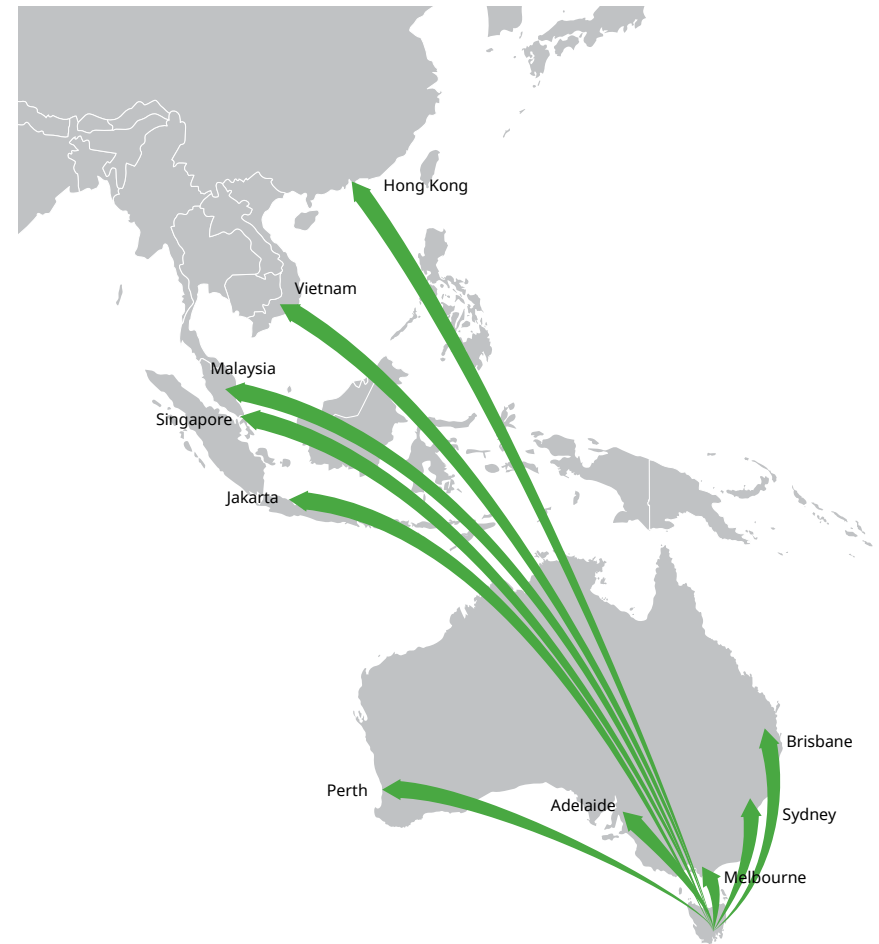 Hong Kong
Vietnam
Malaysia
Singapore
Jakarta
Brisbane
Perth
Adelaide
Sydney
Melbourne